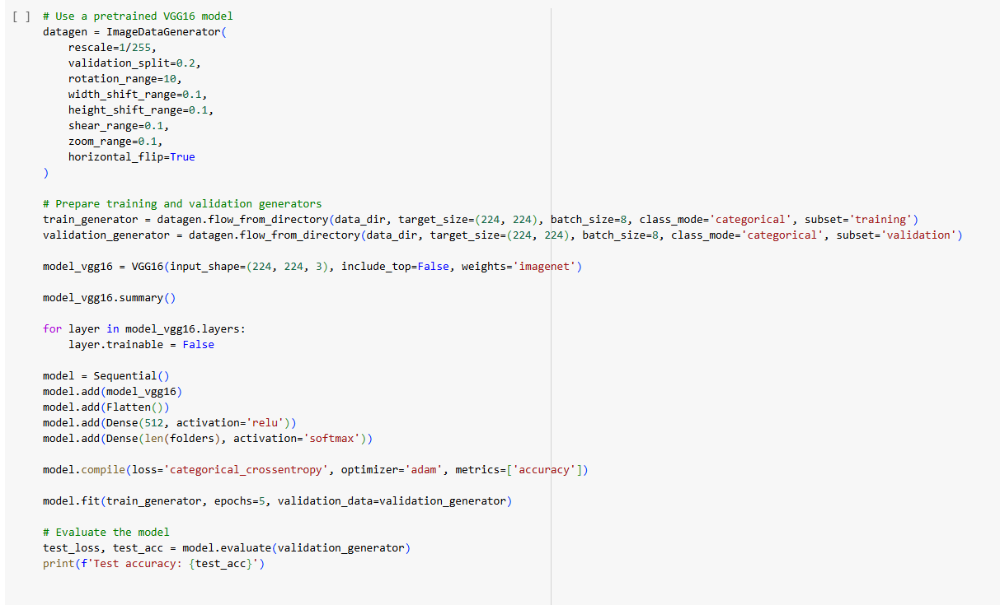 [ ] # Use a pretrained VGG16 model
datagen = ImageDataGenerator(
    rescale=1/255,
    validation_split=0.2,
    rotation_range=10,
    width_shift_range=0.1,
    height_shift_range=0.1,
    shear_range=0.1,
    zoom_range=0.1,
    horizontal_flip=True
)
# Prepare training and validation generators
train_generator = datagen.flow_from_directory(data_dir, target_size=(224, 224), batch_size=8, class_mode='categorical', subset='training')
validation_generator = datagen.flow_from_directory(data_dir, target_size=(224, 224), batch_size=8, class_mode='categorical', subset='validation')
model_vgg16 = VGG16(input_shape=(224, 224, 3), include_top=False, weights='imagenet')
model_vgg16.summary()
for layer in model_vgg16.layers:
    layer.trainable = False
model = Sequential()
model.add(model_vgg16)
model.add(Flatten())
model.add(Dense(512, activation='relu'))
model.add(Dense(len(folders), activation='softmax'))
model.compile(loss='categorical_crossentropy', optimizer='adam', metrics=['accuracy'])
model.fit(train_generator, epochs=5, validation_data=validation_generator)
# Evaluate the model
test_loss, test_acc = model.evaluate(validation_generator)
print(f'Test accuracy: {test_acc}')